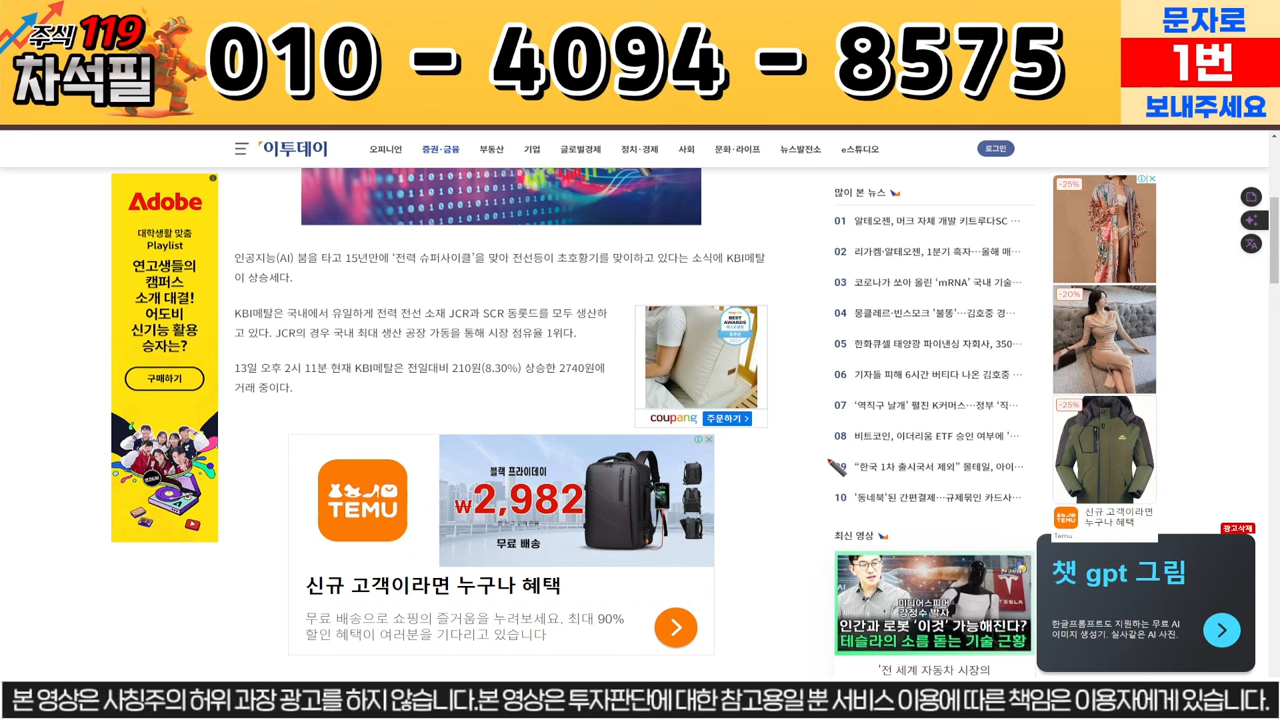 주식 119
차석필
010 - 4094 - 8575
문자로
1번
보내주세요
이투데이
오피니언
증권·금융
부동산
기업
글로벌경제
정치·경제
사회
문화·라이프
뉴스발전소
e스튜디오
로그인
Adobe
대학생활 맞춤
Playlist
연고생들의
캠퍼스
소개 대결!
어도비
신기능 활용
승자는?
구매하기
인공지능(AI) 붐을 타고 15년만에 ‘전력 슈퍼사이클’을 맞아 전선등이 초호황기를 맞이하고 있다는 소식에 KBI메탈
이 상승세다.
KBI메탈은 국내에서 유일하게 전력 전선 소재 JCR과 SCR 동롯드를 모두 생산하
고 있다. JCR의 경우 국내 최대 생산 공장 가동을 통해 시장 점유율 1위다.
13일 오후 2시 11분 현재 KBI메탈은 전일대비 210원(8.30%) 상승한 2740원에
거래 중이다.
BEST
AWARDS
coupang 주문하기 >
TEMU
블랙 프라이데이
₩2,982
무료 배송
신규 고객이라면 누구나 혜택
무료 배송으로 쇼핑의 즐거움을 누려보세요. 최대 90%
할인 혜택이 여러분을 기다리고 있습니다
많이 본 뉴스
01 알테오젠, 머크 자체 개발 키트루다SC …
02 리가켐·알테오젠, 1분기 흑자…올해 매…
03 코로나가 쏘아 올린 ‘mRNA’ 국내 기술…
04 몽클레르·빈스모크 '불똥'…김호중 경…
05 한화큐셀 태양광 파이낸싱 자회사, 350…
06 기자들 피해 6시간 버티다 나온 김호중 …
07 ‘역직구 날개’ 펼친 K커머스…정부 ‘직…
08 비트코인, 이더리움 ETF 승인 여부에 ‘…
09 “한국 1차 출시국서 제외” 몰테일, 아이…
10 '동네북'된 간편결제…규제묶인 카드사…
최신 영상
미디어스피어
강정수 박사
TESLA
인간과 로봇 '이것' 가능해진다?
테슬라의 소름 돋는 기술 근황
'전 세계 자동차 시장의
-25%
-20%
-25%
TEMU
신규 고객이라면
누구나 혜택
Temu
광고삭제
챗 gpt 그림
한글프롬프트도 지원하는 무료 AI
이미지 생성기. 실사같은 AI 사진.
본 영상은 사칭주의 허위 과장 광고를 하지 않습니다.본 영상은 투자판단에 대한 참고용일 뿐 서비스 이용에 따른 책임은 이용자에게 있습니다.